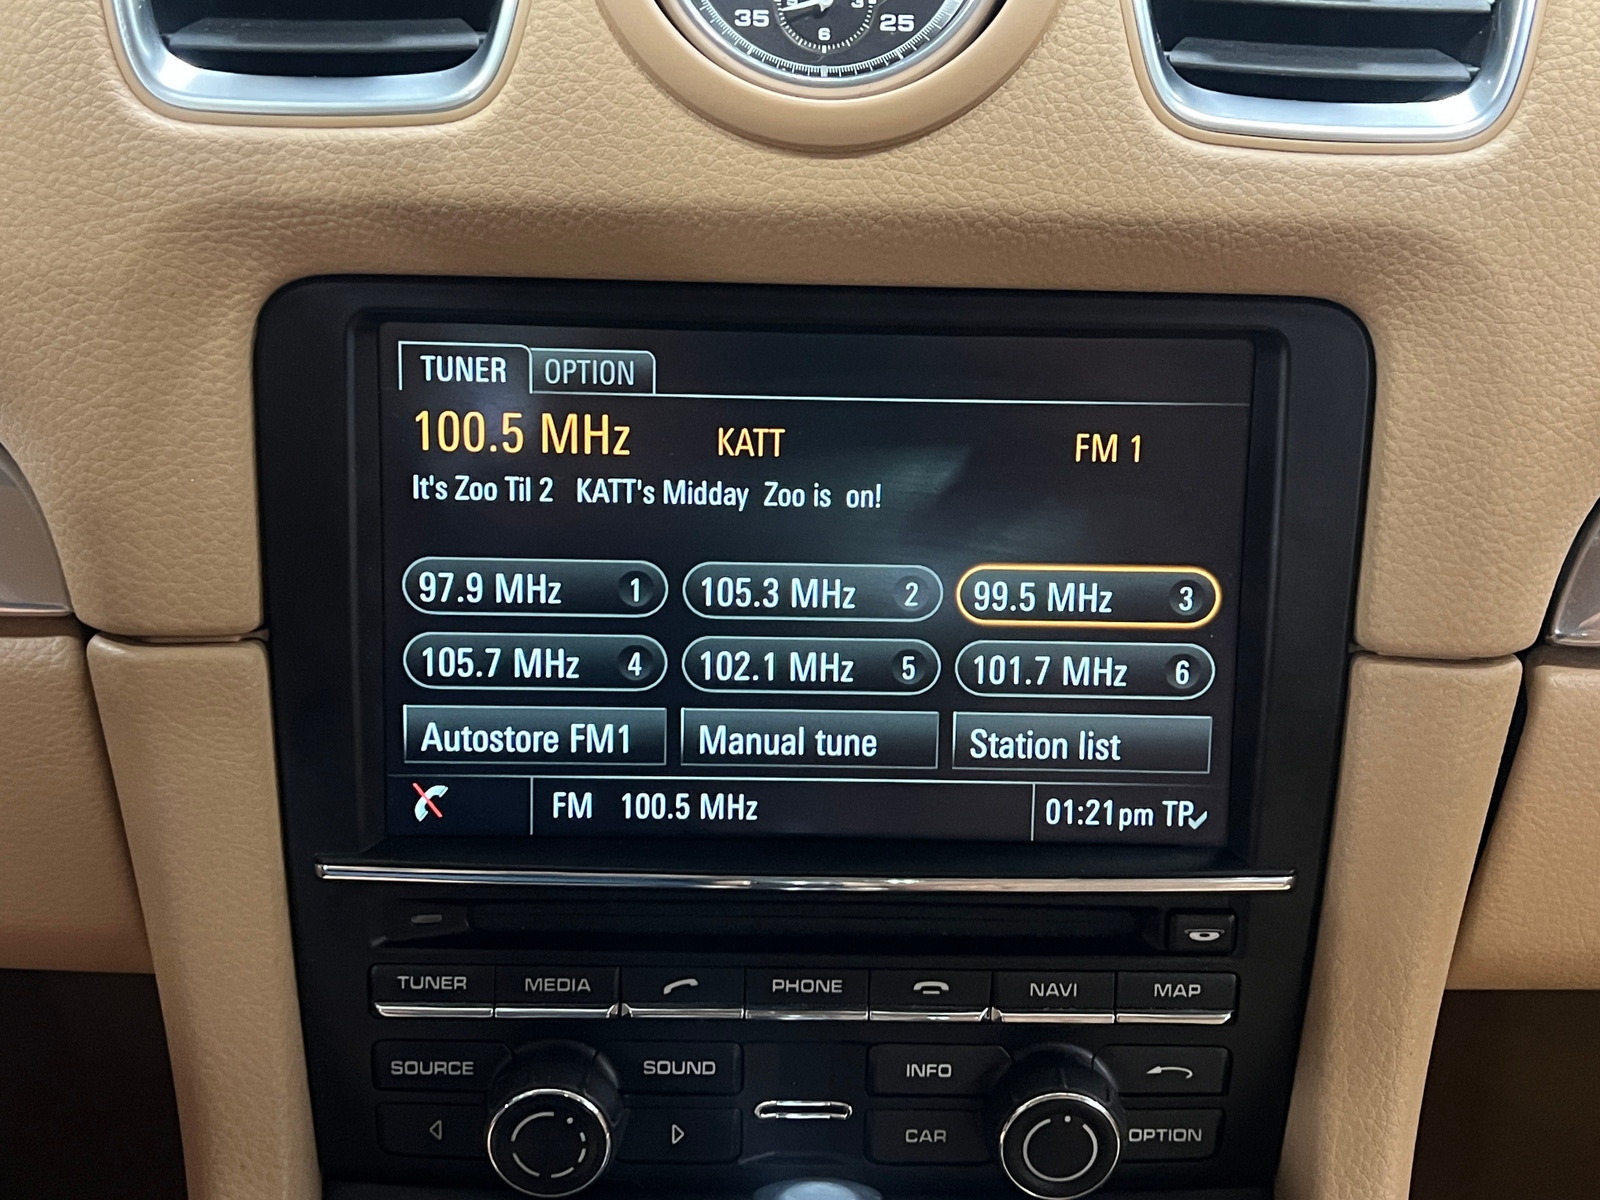 35 25
6
TUNER OPTION
100.5 MHz KATT FM 1
It's Zoo Til 2 KATT's Midday Zoo is on!
97.9 MHz 1 105.3 MHz 2 99.5 MHz 3
105.7 MHz 4 102.1 MHz 5 101.7 MHz 6
Autostore FM1 Manual tune Station list
FM 100.5 MHz 01:21pm TP
TUNER MEDIA PHONE NAVI MAP
SOURCE SOUND INFO
CAR OPTION